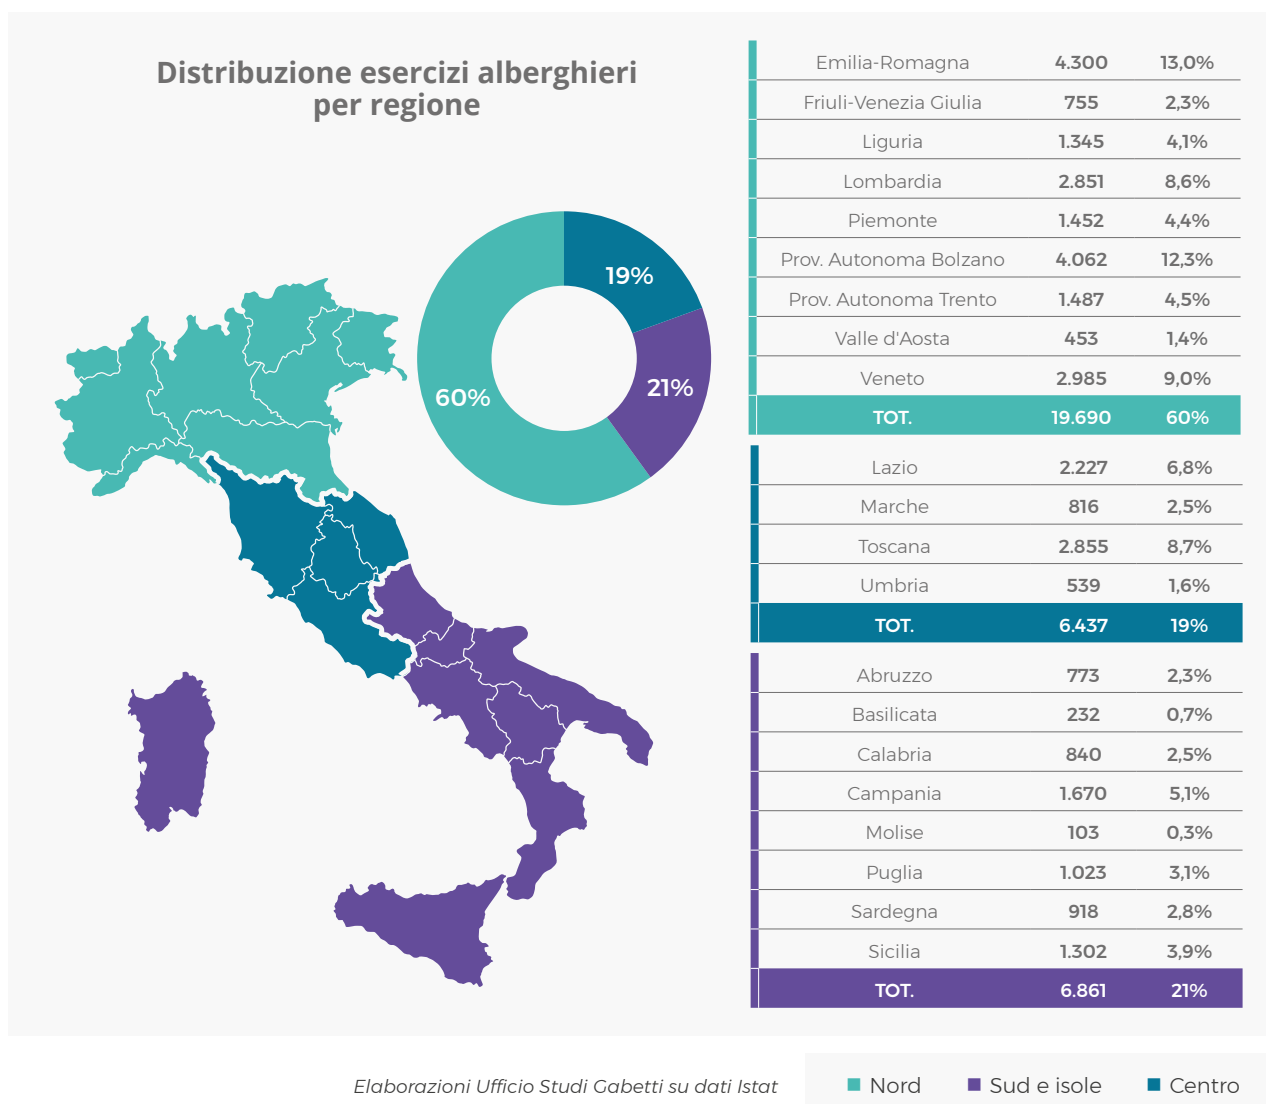 Distribuzione esercizi alberghieri
per regione
19%
21%
60%
Emilia-Romagna 4.300 13,0%
Friuli-Venezia Giulia 755 2,3%
Liguria 1.345 4,1%
Lombardia 2.851 8,6%
Piemonte 1.452 4,4%
Prov. Autonoma Bolzano 4.062 12,3%
Prov. Autonoma Trento 1.487 4,5%
Valle d'Aosta 453 1,4%
Veneto 2.985 9,0%
TOT. 19.690 60%
Lazio 2.227 6,8%
Marche 816 2,5%
Toscana 2.855 8,7%
Umbria 539 1,6%
TOT. 6.437 19%
Abruzzo 773 2,3%
Basilicata 232 0,7%
Calabria 840 2,5%
Campania 1.670 5,1%
Molise 103 0,3%
Puglia 1.023 3,1%
Sardegna 918 2,8%
Sicilia 1.302 3,9%
TOT. 6.861 21%
Elaborazioni Ufficio Studi Gabetti su dati Istat
Nord Sud e isole Centro